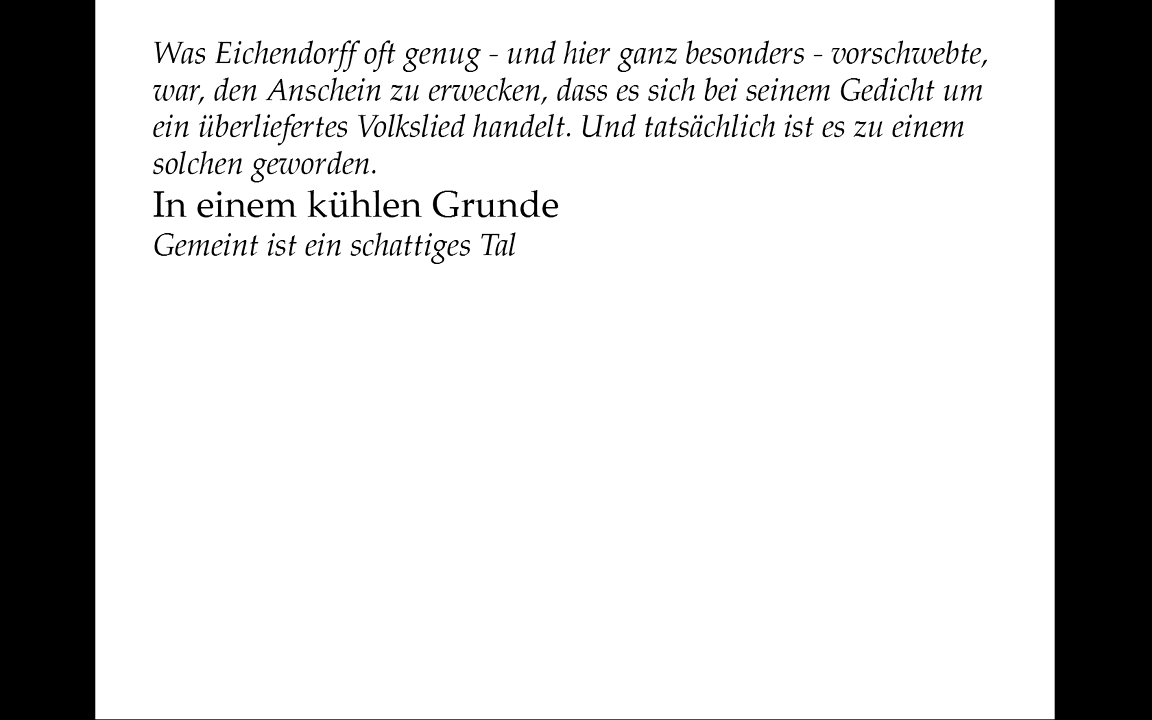 Was Eichendorff oft genug - und hier ganz besonders - vorschwebte,
war, den Anschein zu erwecken, dass es sich bei seinem Gedicht um
ein überliefertes Volkslied handelt. Und tatsächlich ist es zu einem
solchen geworden.
In einem kühlen Grunde
Gemeint ist ein schattiges Tal